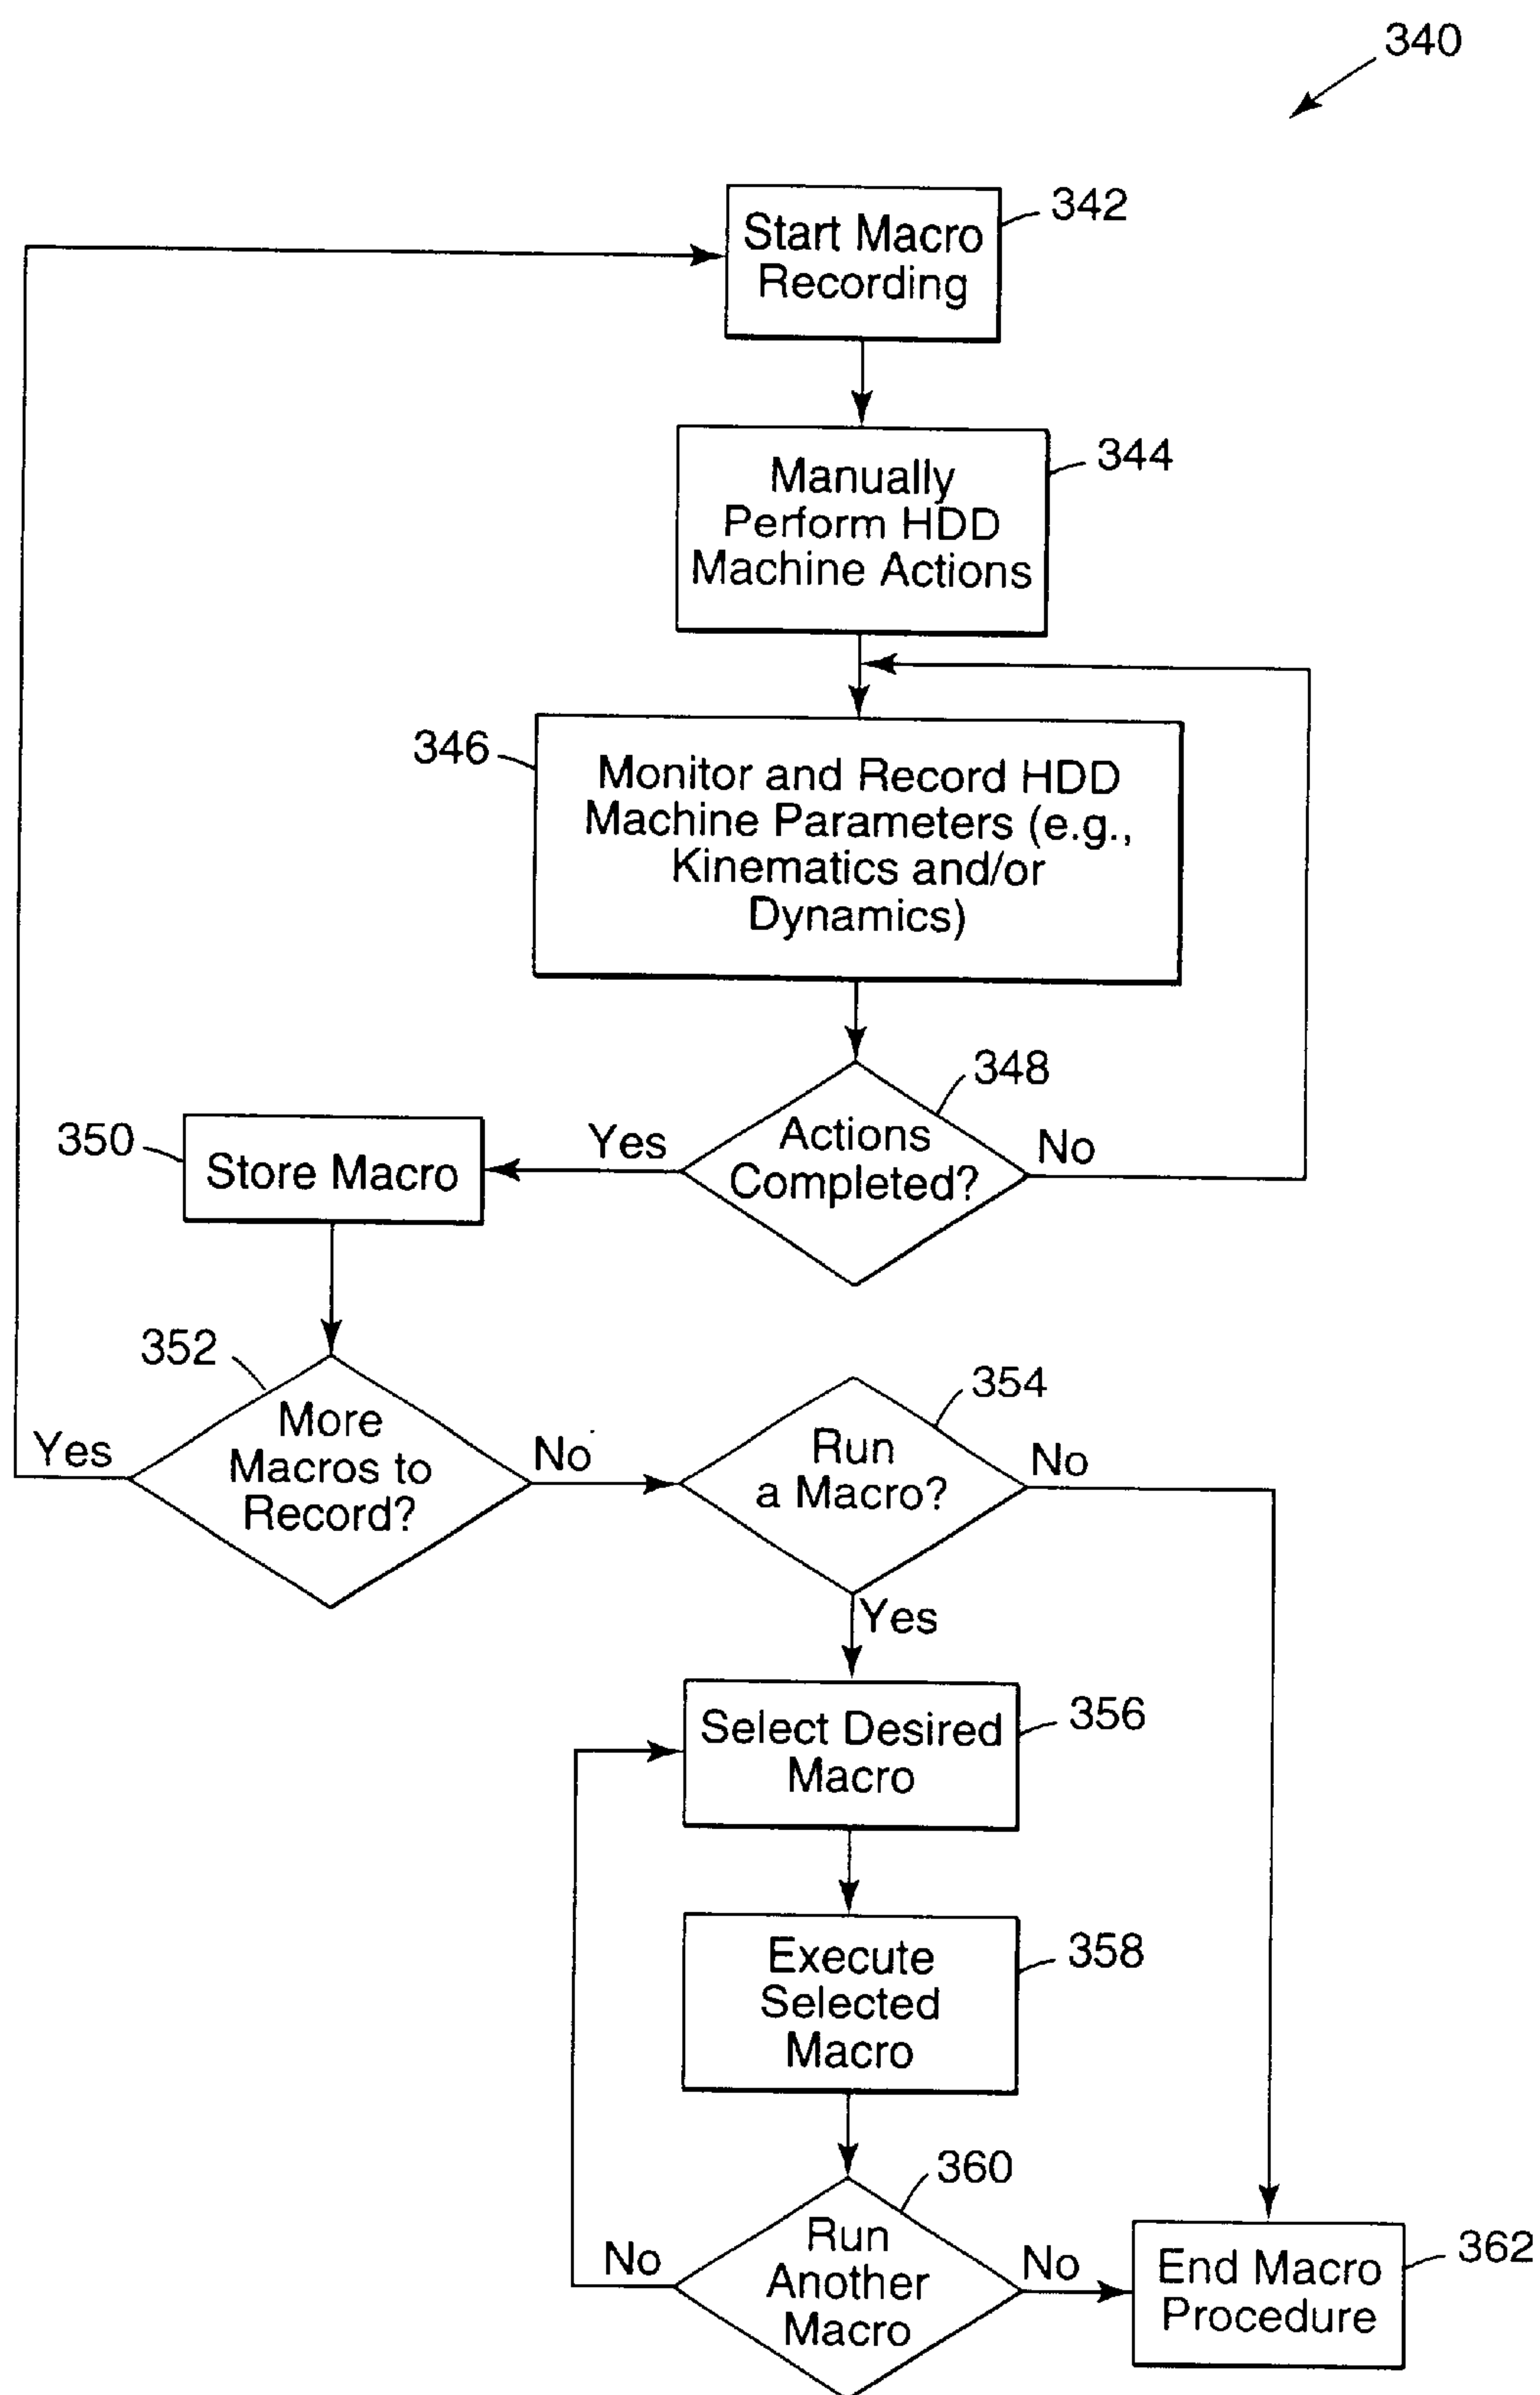 340
342
Start Macro
Recording
344
Manually
Perform HDD
Machine Actions
346
Monitor and Record HDD
Machine Parameters (e.g.,
Kinematics and/or
Dynamics)
348
350
Store Macro
Yes
Actions
Completed?
No
352
Yes
More
Macros to
Record?
No
354
Run
a Macro?
No
Yes
356
Select Desired
Macro
358
Execute
Selected
Macro
360
No
Run
Another
Macro
No
362
End Macro
Procedure